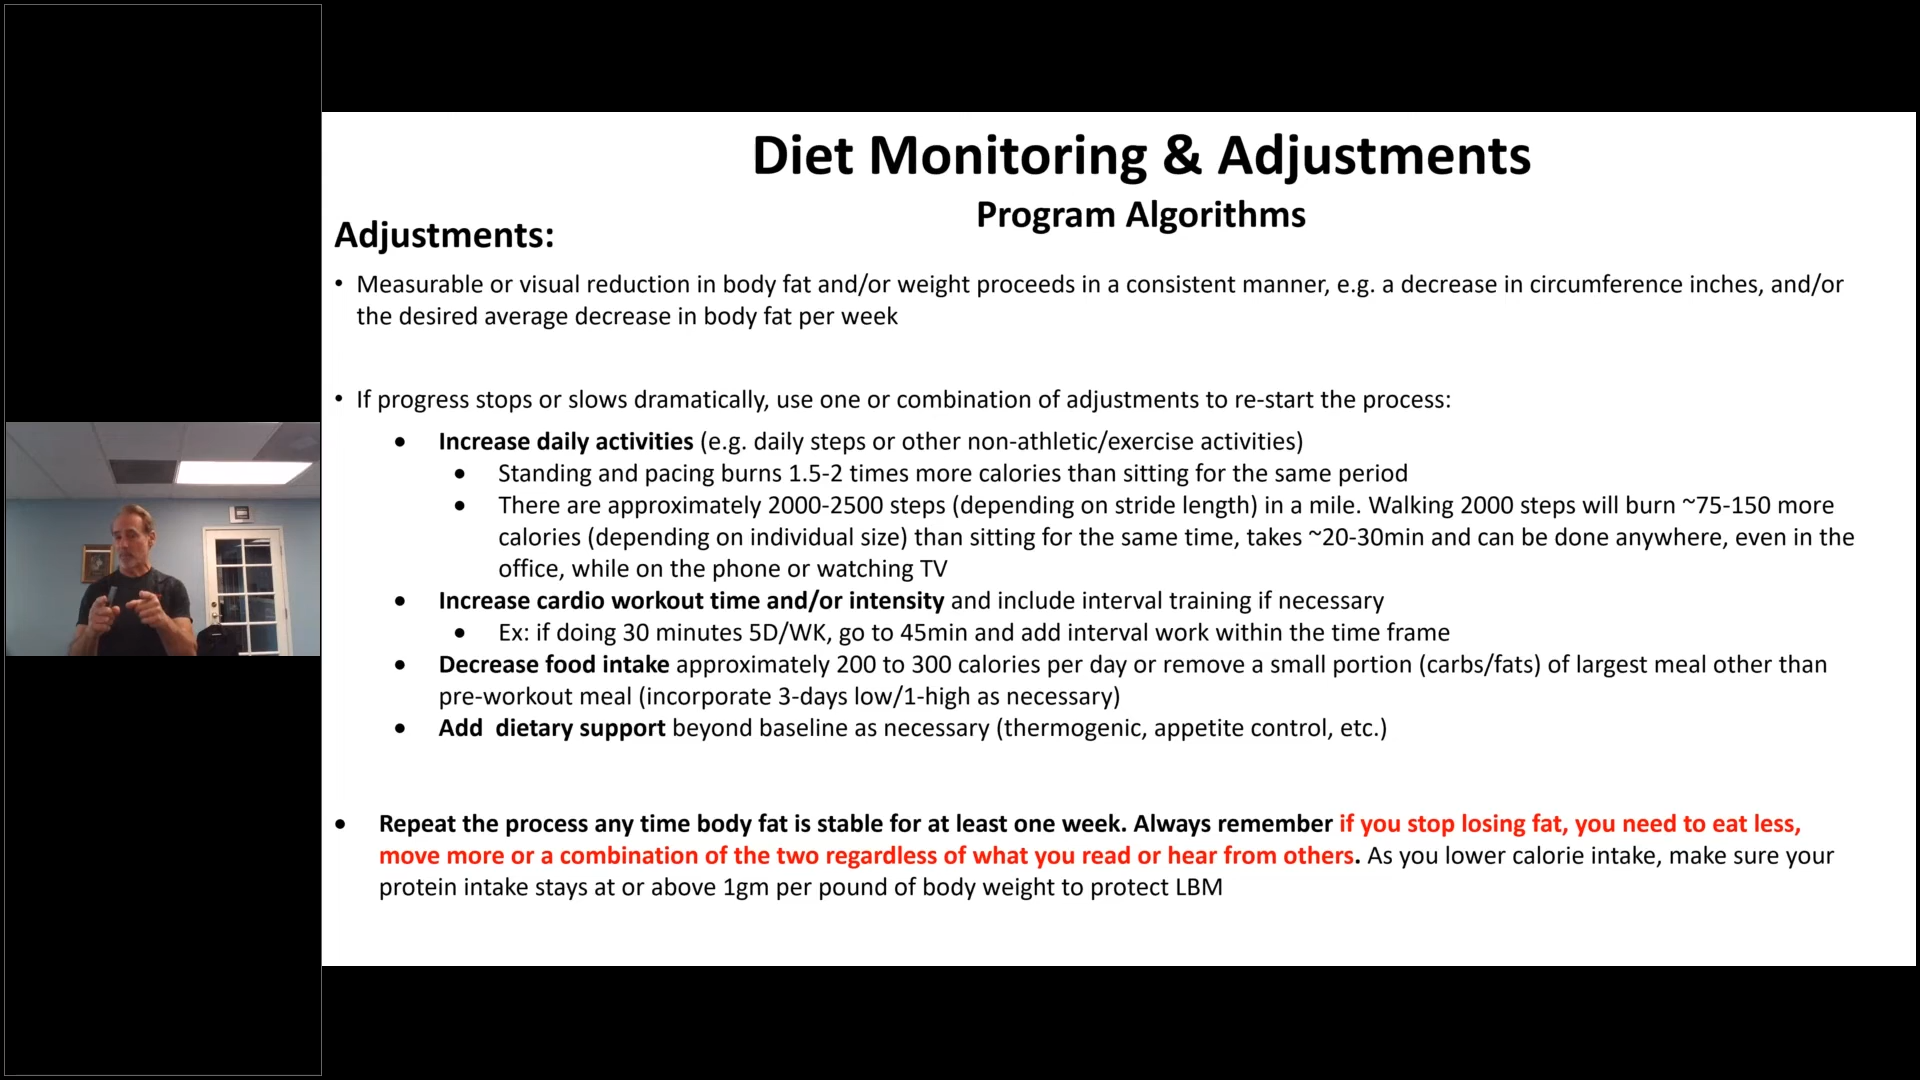 Diet Monitoring & Adjustments
Program Algorithms
Adjustments:
• Measurable or visual reduction in body fat and/or weight proceeds in a consistent manner, e.g. a decrease in circumference inches, and/or
the desired average decrease in body fat per week
• If progress stops or slows dramatically, use one or combination of adjustments to re-start the process:
• Increase daily activities (e.g. daily steps or other non-athletic/exercise activities)
• Standing and pacing burns 1.5-2 times more calories than sitting for the same period
• There are approximately 2000-2500 steps (depending on stride length) in a mile. Walking 2000 steps will burn ~75-150 more
calories (depending on individual size) than sitting for the same time, takes ~20-30min and can be done anywhere, even in the
office, while on the phone or watching TV
• Increase cardio workout time and/or intensity and include interval training if necessary
• Ex: if doing 30 minutes 5D/WK, go to 45min and add interval work within the time frame
• Decrease food intake approximately 200 to 300 calories per day or remove a small portion (carbs/fats) of largest meal other than
pre-workout meal (incorporate 3-days low/1-high as necessary)
• Add  dietary support beyond baseline as necessary (thermogenic, appetite control, etc.)
• Repeat the process any time body fat is stable for at least one week. Always remember if you stop losing fat, you need to eat less,
move more or a combination of the two regardless of what you read or hear from others. As you lower calorie intake, make sure your
protein intake stays at or above 1gm per pound of body weight to protect LBM